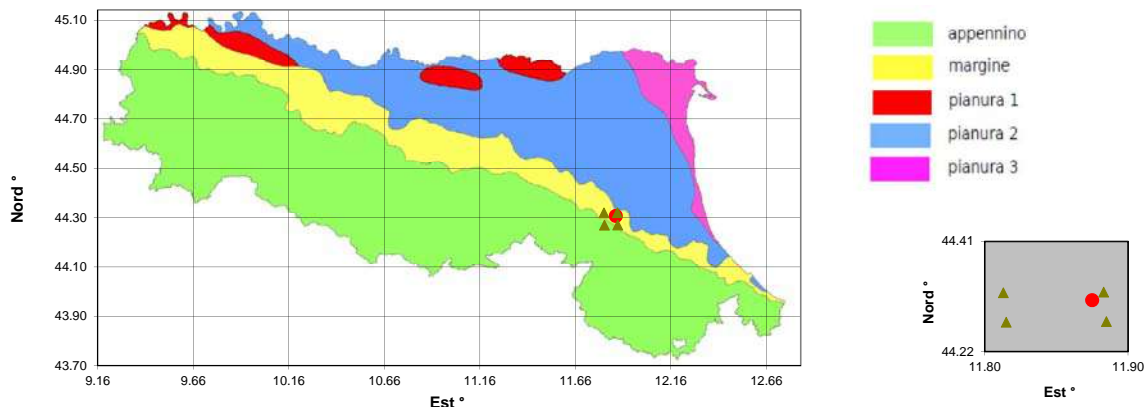 45.10
44.90
44.70
44.50
44.30
44.10
43.90
43.70
Nord °
9.16 9.66 10.16 10.66 11.16 11.66 12.16 12.66
Est °
appennino
margine
pianura 1
pianura 2
pianura 3
44.41
44.22
Nord °
11.80 11.90
Est °